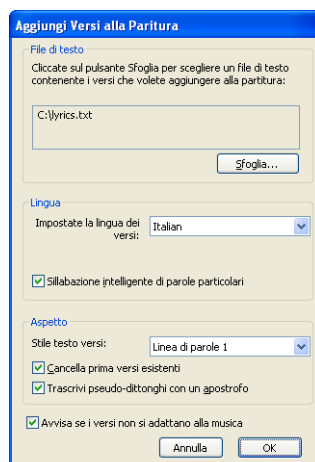 Aggiungi Versi alla Paritura
File di testo
Cliccate sul pulsante Sfoglia per scegliere un file di testo
contenente i versi che volete aggiungere alla partitura:
C:\lyrics.txt
Sfoglia...
Lingua
Impostate la lingua dei
versi:
Italian
Sillabazione intelligente di parole particolari
Aspetto
Stile testo versi:
Linea di parole 1
Cancella prima versi esistenti
Trascrivi pseudo-dittonghi con un apostrofo
Avvisa se i versi non si adattano alla musica
Annulla
OK